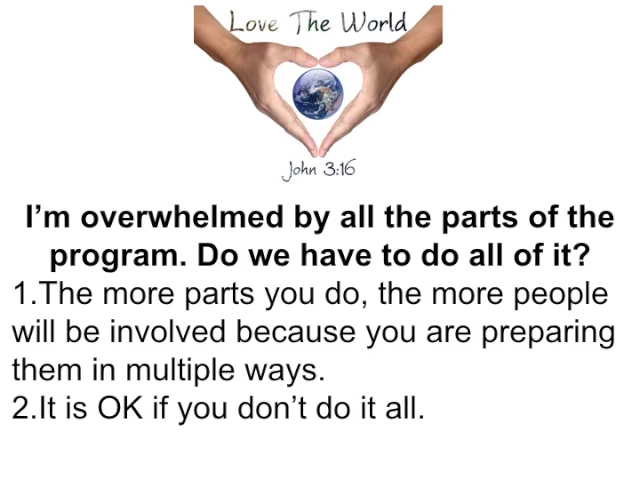 Love The World
John 3:16
I’m overwhelmed by all the parts of the
program. Do we have to do all of it?
1.The more parts you do, the more people
will be involved because you are preparing
them in multiple ways.
2.It is OK if you don’t do it all.